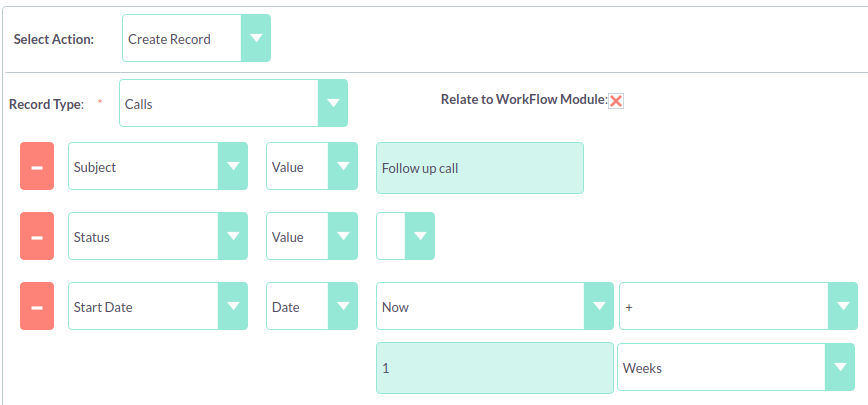 Select Action: Create Record
Record Type: * Calls Relate to WorkFlow Module:
- Subject Value Follow up call
- Status Value
- Start Date Date Now +
1 Weeks